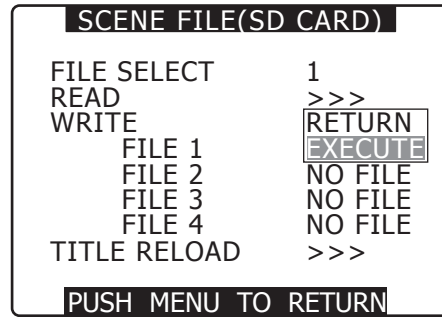 SCENE FILE(SD CARD)
FILE SELECT 1
READ >>>
WRITE RETURN
FILE 1 EXECUTE
FILE 2 NO FILE
FILE 3 NO FILE
FILE 4 NO FILE
TITLE RELOAD >>>
PUSH MENU TO RETURN